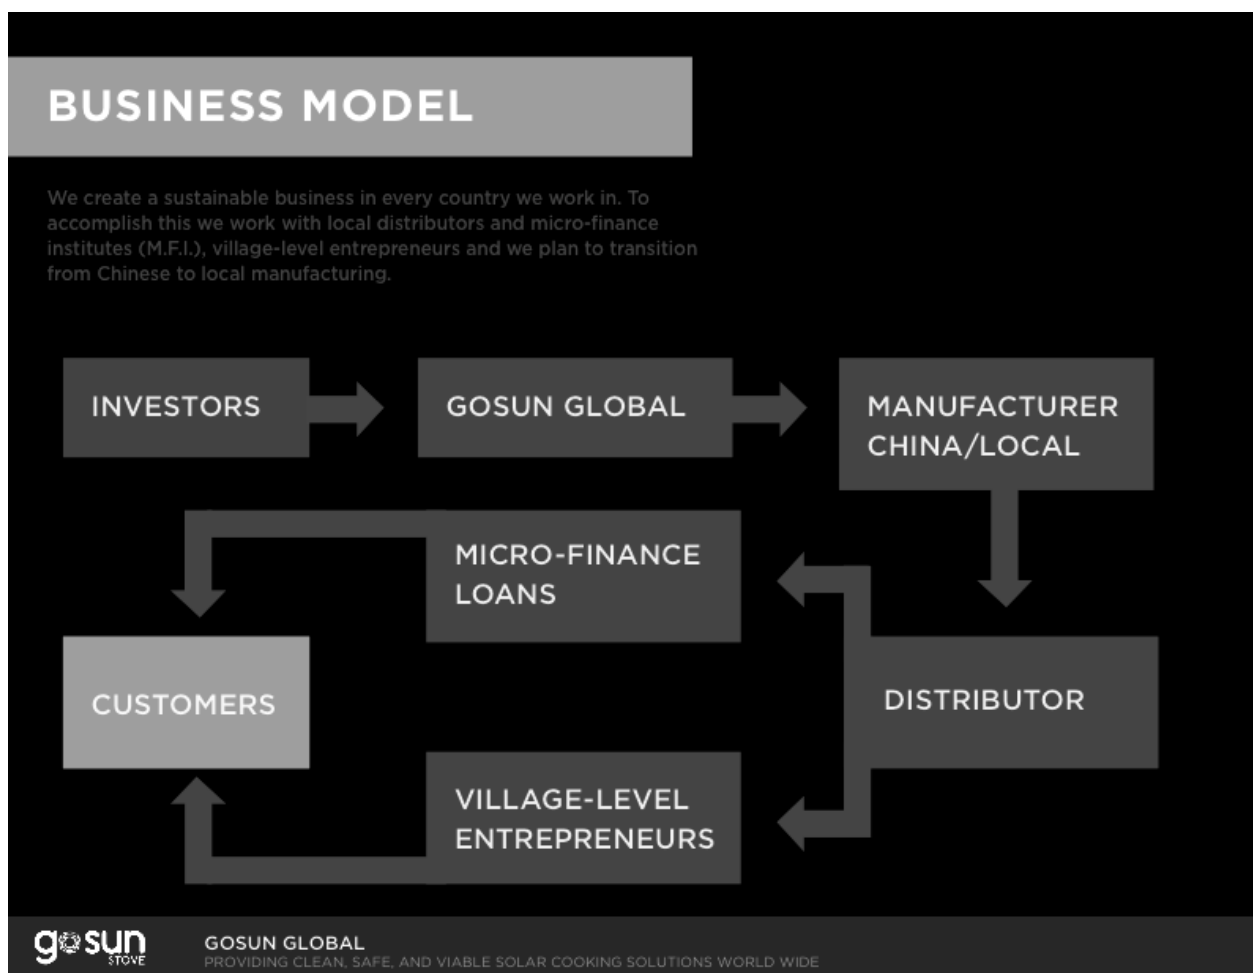 BUSINESS MODEL
We create a sustainable business in every country we work in. To
accomplish this we work with local distributors and micro-finance
institutes (M.F.I.), village-level entrepreneurs and we plan to transition
from Chinese to local manufacturing.
INVESTORS
GOSUN GLOBAL
MANUFACTURER
CHINA/LOCAL
MICRO-FINANCE
LOANS
CUSTOMERS
DISTRIBUTOR
VILLAGE-LEVEL
ENTREPRENEURS
gosun
STOVE
GOSUN GLOBAL
PROVIDING CLEAN, SAFE, AND VIABLE SOLAR COOKING SOLUTIONS WORLD WIDE